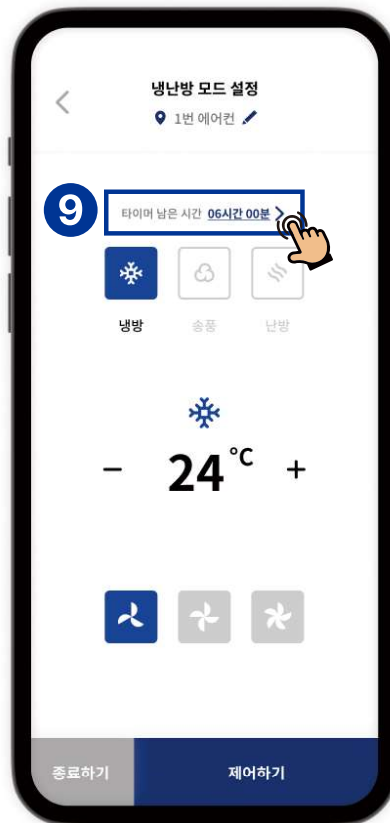 냉난방 모드 설정
1번 에어컨
9
타이머 남은 시간 06시간 00분
냉방 송풍 난방
− 24 °C +
종료하기 제어하기